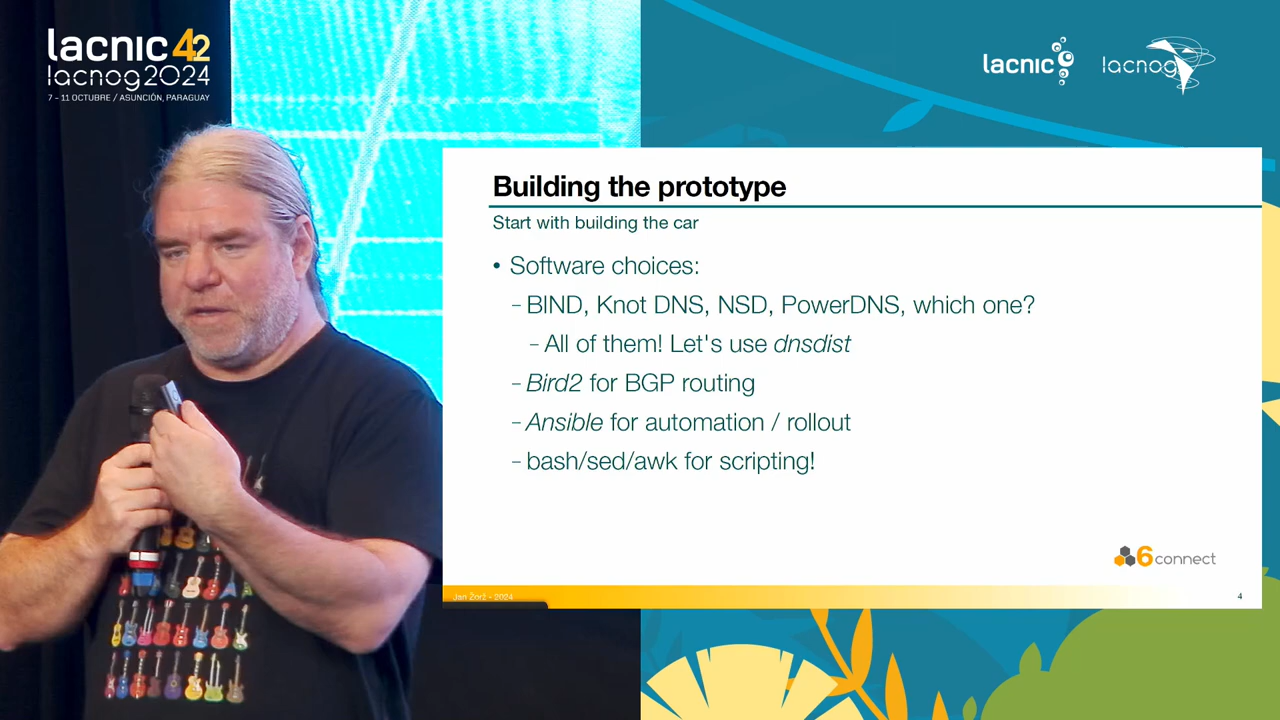 lacnic 42
lacnog2024
7 - 11 OCTUBRE / ASUNCIÓN, PARAGUAY
lacnic
lacnog
Building the prototype
Start with building the car
• Software choices:
– BIND, Knot DNS, NSD, PowerDNS, which one?
– All of them! Let's use dnsdist
– Bird2 for BGP routing
– Ansible for automation / rollout
– bash/sed/awk for scripting!
6connect
Jan Žorž - 2024
4